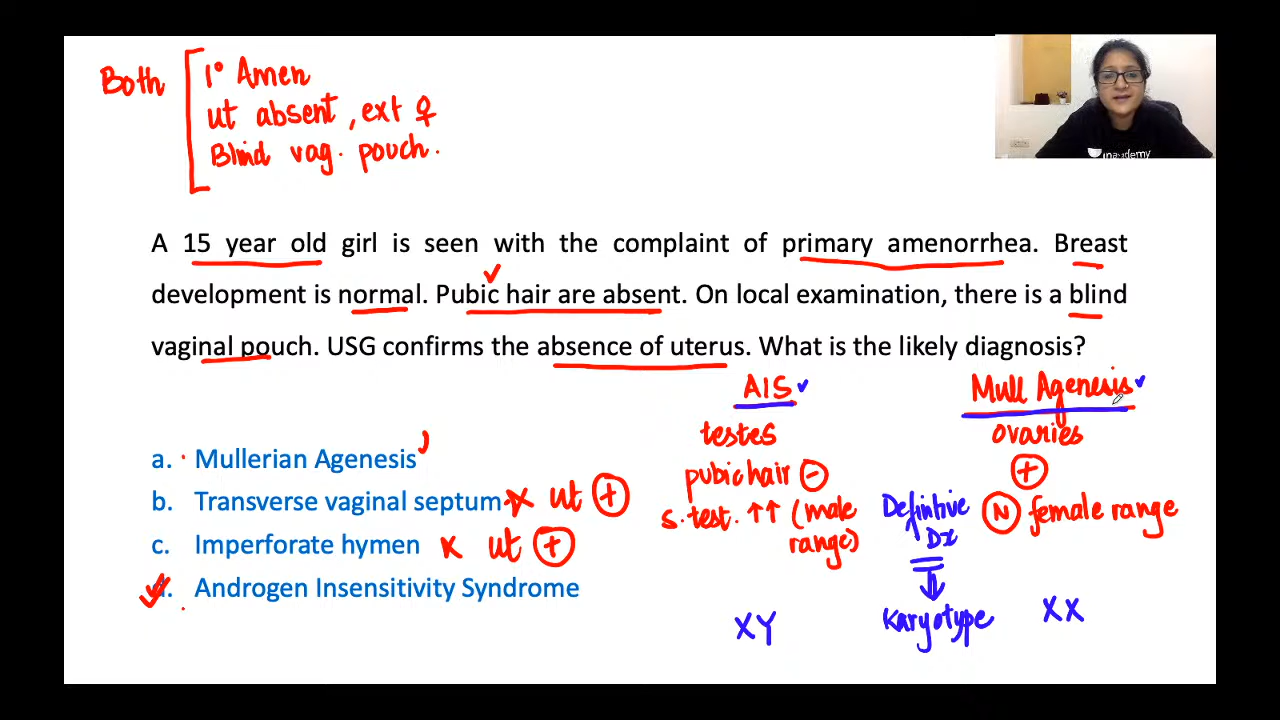 Both
1° Amen
ut absent, ext ♀
Blind vag. pouch.
A 15 year old girl is seen with the complaint of primary amenorrhea. Breast
development is normal. Pubic hair are absent. On local examination, there is a blind
vaginal pouch. USG confirms the absence of uterus. What is the likely diagnosis?
a. Mullerian Agenesis
b. Transverse vaginal septum x ut +
c. Imperforate hymen x ut +
d. Androgen Insensitivity Syndrome
AIS
testes
pubic hair -
s.test. ↑↑ (male
range)
XY
Definitive
Dx
Karyotype
Mull Agenesis
ovaries
+
N female range
XX
unacademy